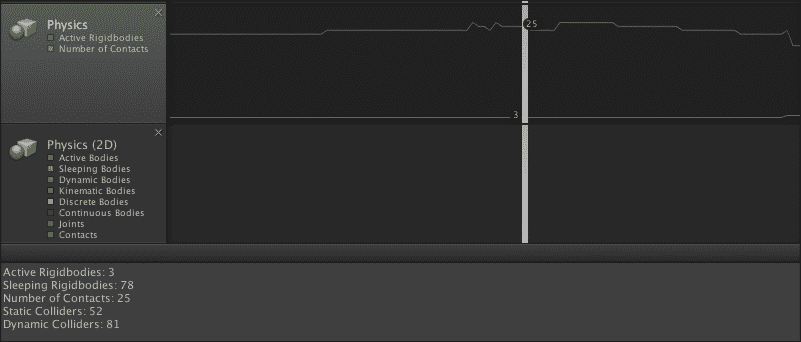 Physics
Active Rigidbodies
Number of Contacts
25
3
Physics (2D)
Active Bodies
Sleeping Bodies
Dynamic Bodies
Kinematic Bodies
Discrete Bodies
Continuous Bodies
Joints
Contacts
Active Rigidbodies: 3
Sleeping Rigidbodies: 78
Number of Contacts: 25
Static Colliders: 52
Dynamic Colliders: 81